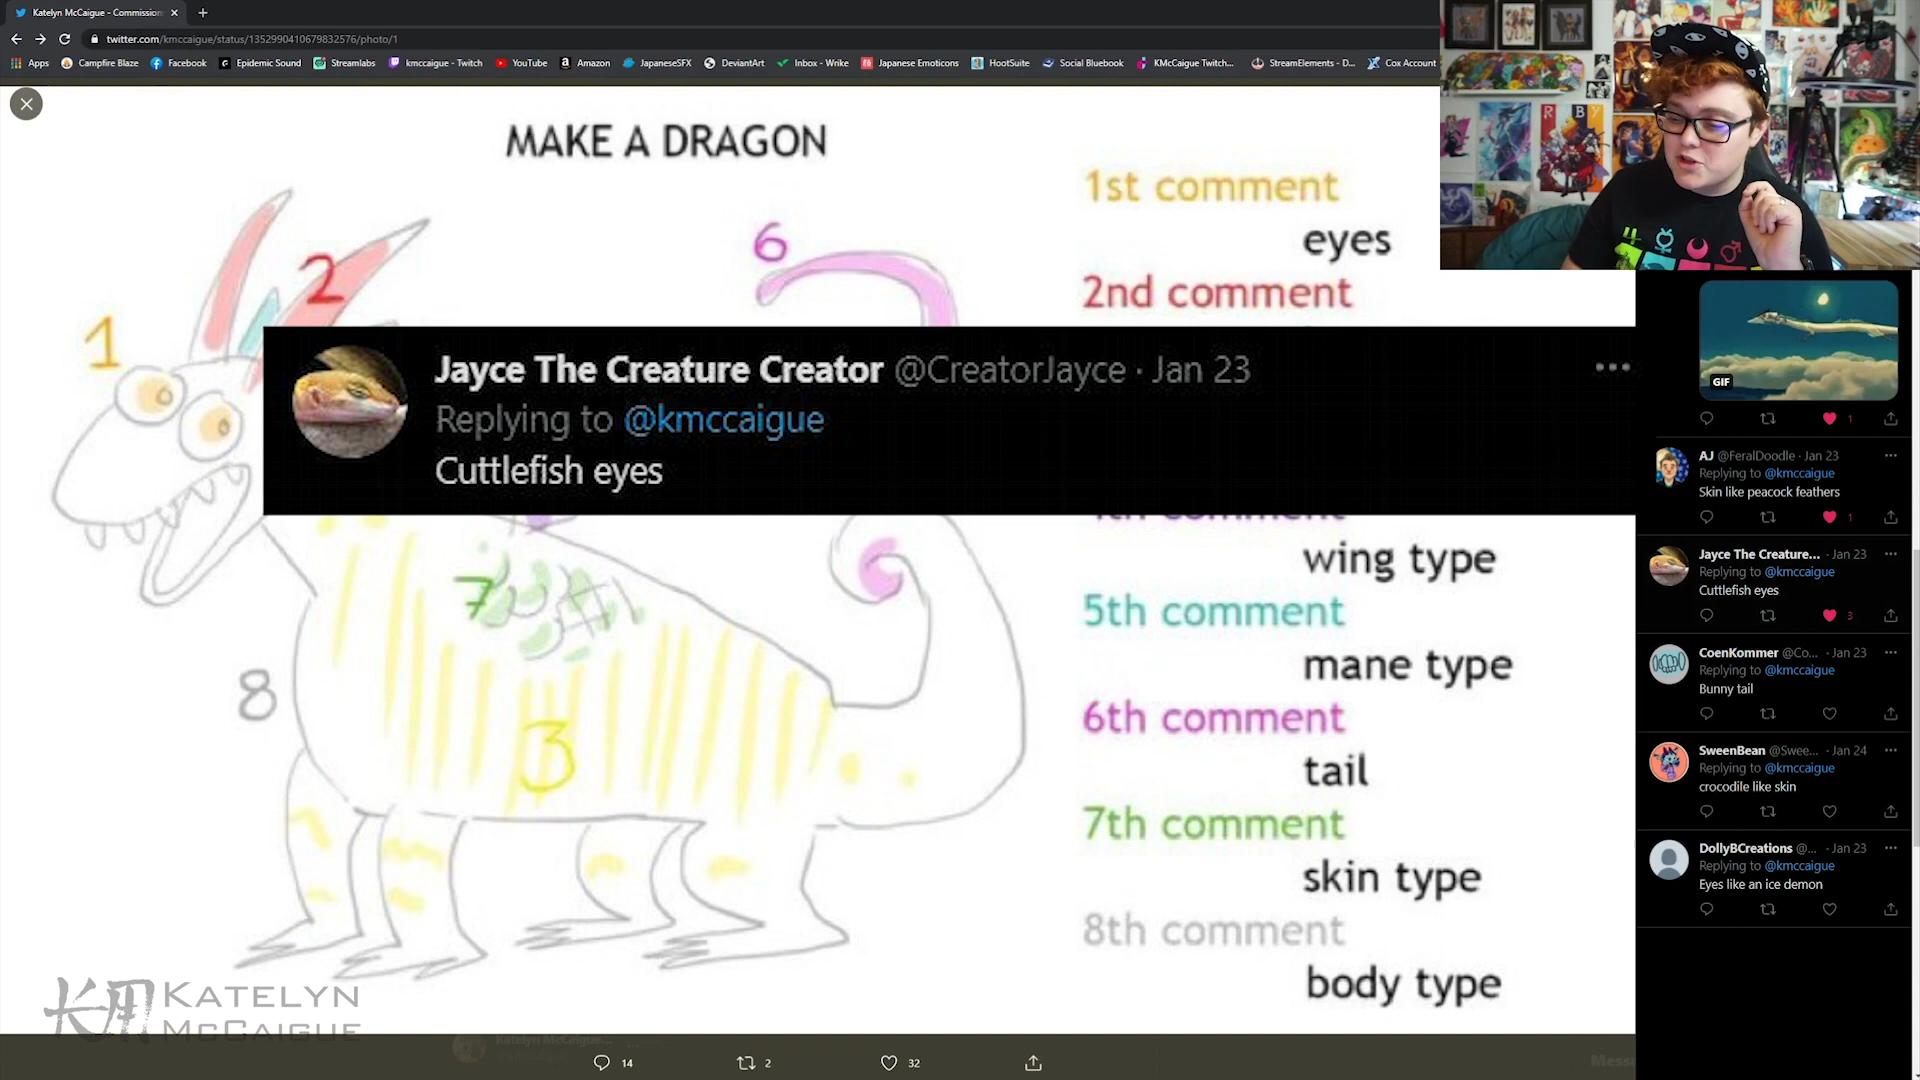 Katelyn McCaigue - Commission
twitter.com/kmccaigue/status/1352990410679832576/photo/1
Apps Campfire Blaze Facebook Epidemic Sound Streamlabs kmccaigue - Twitch YouTube Amazon JapaneseSFX DeviantArt Inbox - Wrike Japanese Emoticons HootSuite Social Bluebook KMcCaigue Twitch... StreamElements - D... Cox Account
MAKE A DRAGON
1st comment
eyes
2nd comment
1
2
6
Jayce The Creature Creator @CreatorJayce · Jan 23
Replying to @kmccaigue
Cuttlefish eyes
wing type
5th comment
mane type
6th comment
tail
7th comment
skin type
8th comment
body type
7
8
3
KATELYN
MCCAIGUE
14
2
32
R BY
GIF
1
AJ @FeralDoodle · Jan 23
Replying to @kmccaigue
Skin like peacock feathers
1
Jayce The Creature... · Jan 23
Replying to @kmccaigue
Cuttlefish eyes
3
CoenKommer @Co... · Jan 23
Replying to @kmccaigue
Bunny tail
SweenBean @Swee... · Jan 24
Replying to @kmccaigue
crocodile like skin
DollyBCreations @... · Jan 23
Replying to @kmccaigue
Eyes like an ice demon